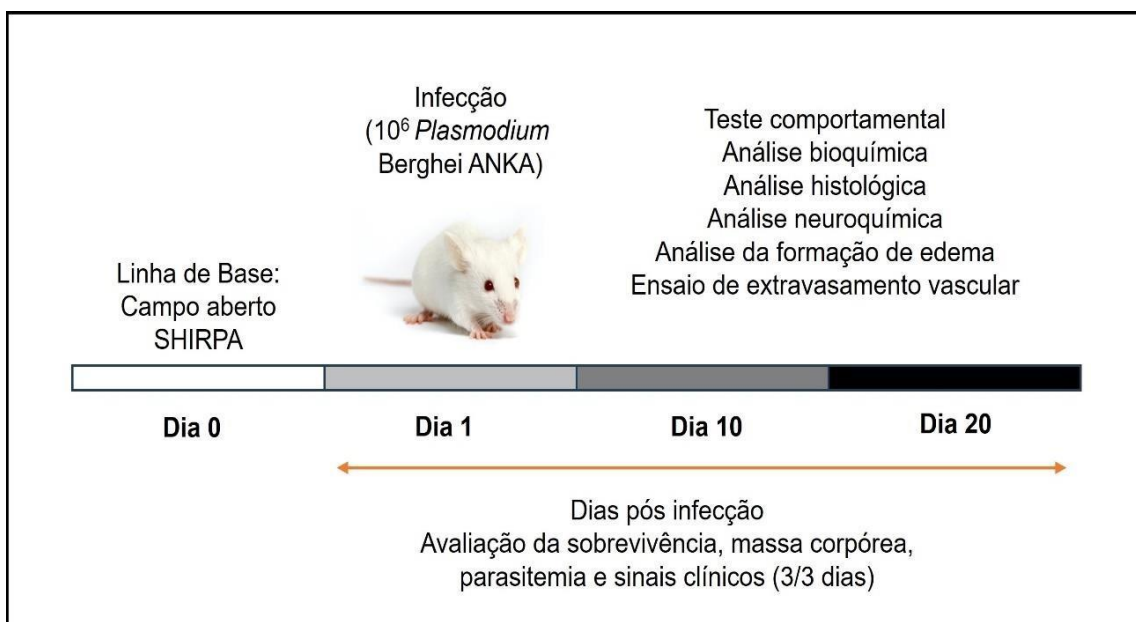 Infecção
(10⁶ Plasmodium
Berghei ANKA)
Teste comportamental
Análise bioquímica
Análise histológica
Análise neuroquímica
Análise da formação de edema
Ensaio de extravasamento vascular
Linha de Base:
Campo aberto
SHIRPA
Dia 0
Dia 1
Dia 10
Dia 20
Dias pós infecção
Avaliação da sobrevivência, massa corpórea,
parasitemia e sinais clínicos (3/3 dias)